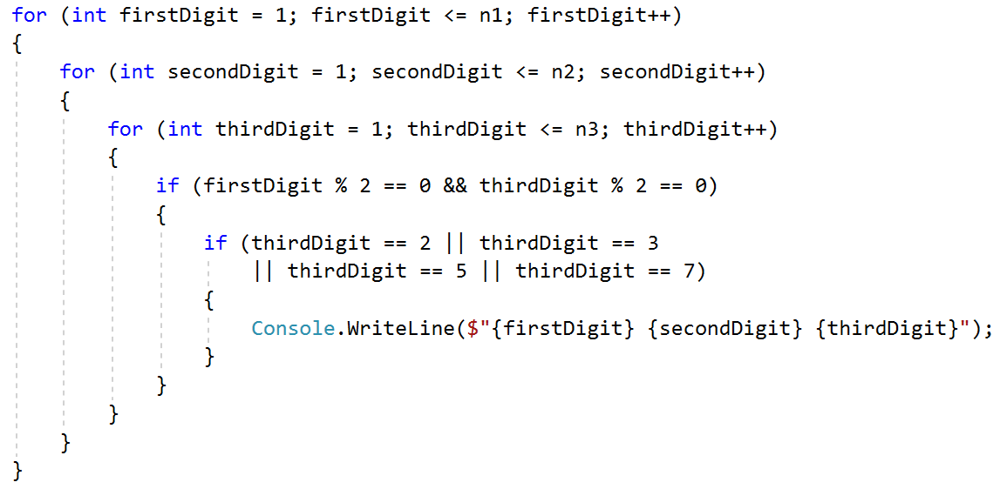 for (int firstDigit = 1; firstDigit <= n1; firstDigit++)
{
    for (int secondDigit = 1; secondDigit <= n2; secondDigit++)
    {
        for (int thirdDigit = 1; thirdDigit <= n3; thirdDigit++)
        {
            if (firstDigit % 2 == 0 && thirdDigit % 2 == 0)
            {
                if (thirdDigit == 2 || thirdDigit == 3
                    || thirdDigit == 5 || thirdDigit == 7)
                {
                    Console.WriteLine($"{firstDigit} {secondDigit} {thirdDigit}");
                }
            }
        }
    }
}